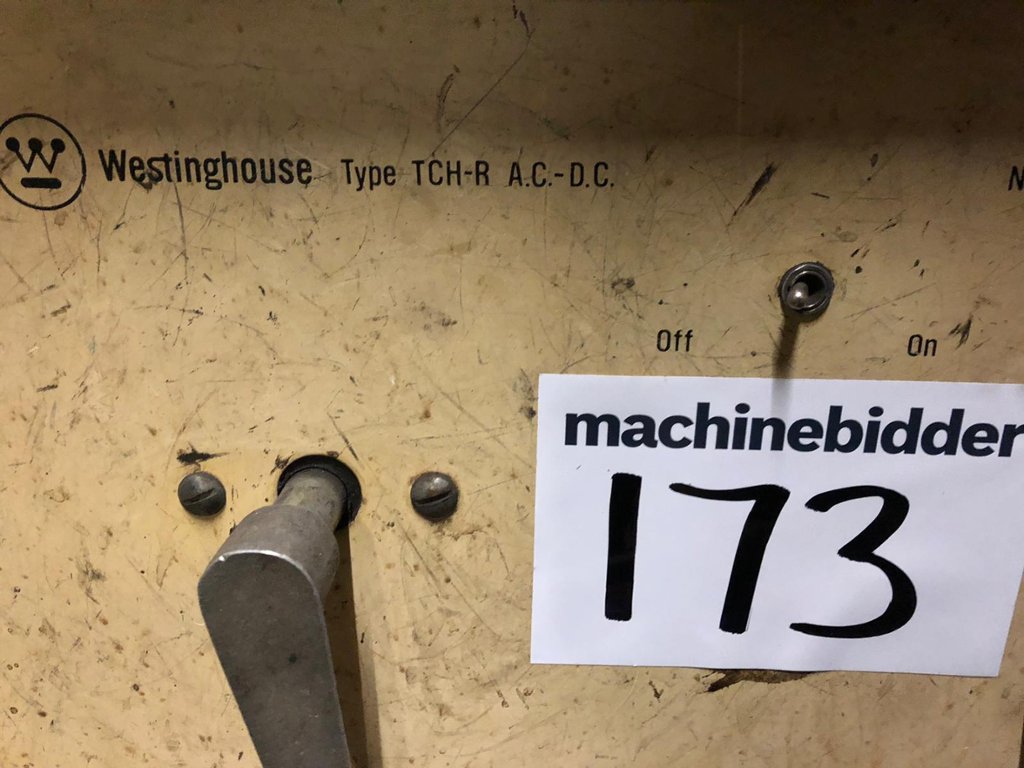 W Westinghouse Type TCH-R A.C.-D.C.
Off On
machinebidder
173